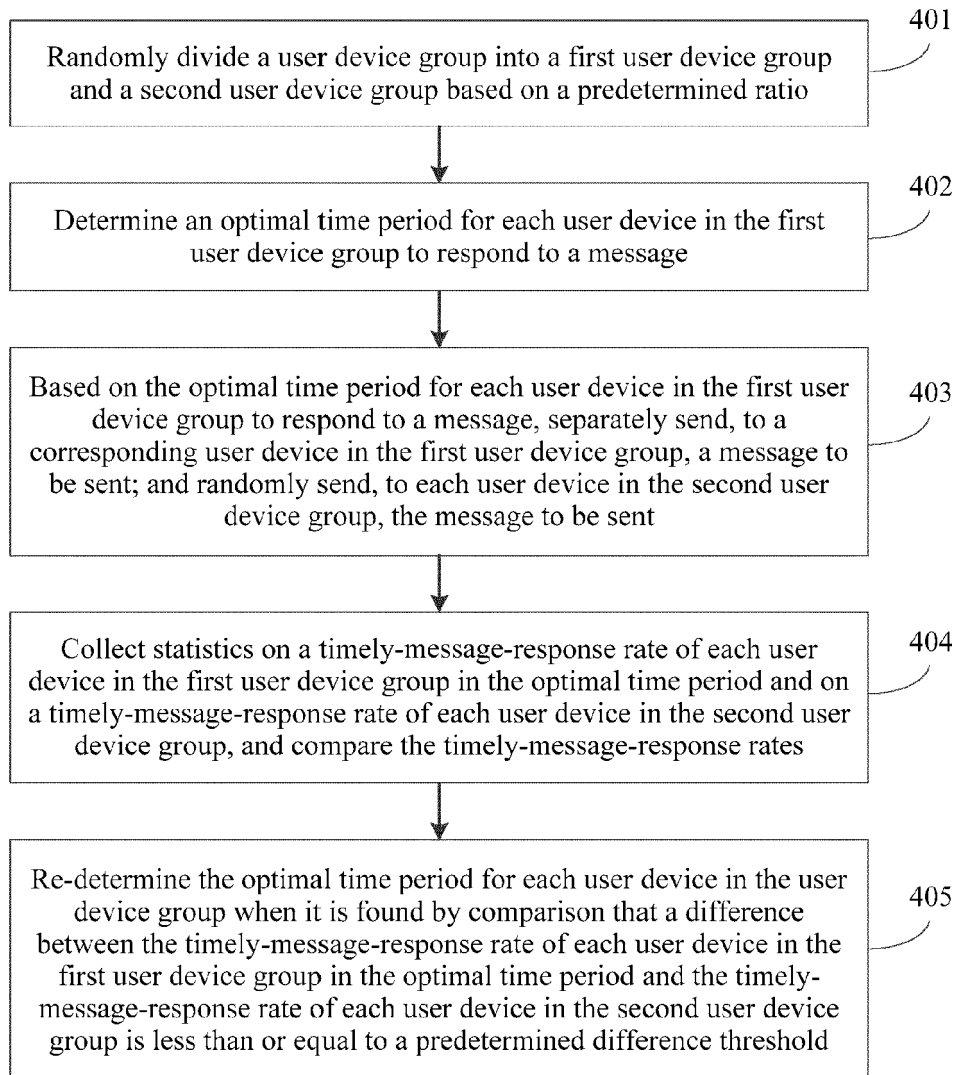 401
Randomly divide a user device group into a first user device group
and a second user device group based on a predetermined ratio
402
Determine an optimal time period for each user device in the first
user device group to respond to a message
Based on the optimal time period for each user device in the first user
device group to respond to a message, separately send, to a
corresponding user device in the first user device group, a message to
be sent; and randomly send, to each user device in the second user
device group, the message to be sent
403
Collect statistics on a timely-message-response rate of each user
device in the first user device group in the optimal time period and on
a timely-message-response rate of each user device in the second user
device group, and compare the timely-message-response rates
404
Re-determine the optimal time period for each user device in the user
device group when it is found by comparison that a difference
between the timely-message-response rate of each user device in the
first user device group in the optimal time period and the timely-
message-response rate of each user device in the second user device
group is less than or equal to a predetermined difference threshold
405